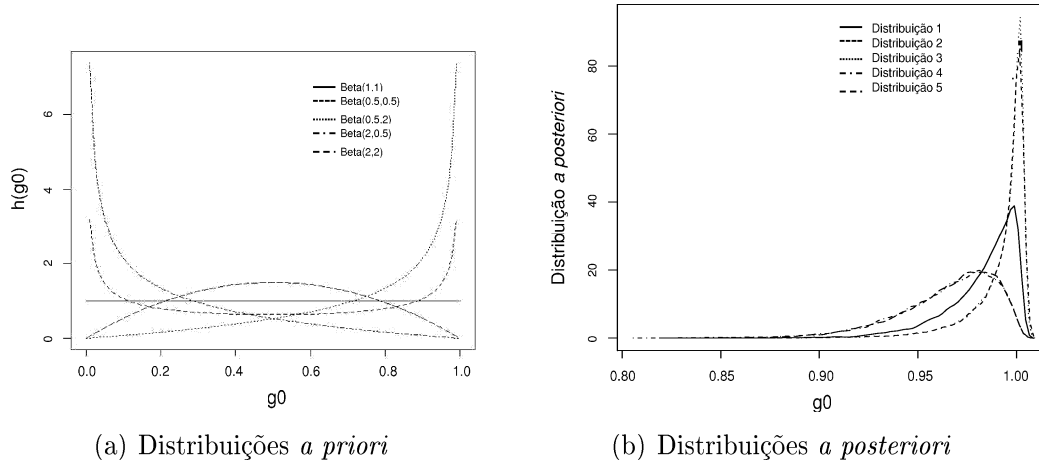 Beta(1,1)
Beta(0.5,0.5)
Beta(0.5,2)
Beta(2,0.5)
Beta(2,2)
h(g0)
0 2 4 6
0.0 0.2 0.4 0.6 0.8 1.0
g0
(a) Distribuições a priori
Distribuição 1
Distribuição 2
Distribuição 3
Distribuição 4
Distribuição 5
Distribuição a posteriori
0 20 40 60 80
0.80 0.85 0.90 0.95 1.00
g0
(b) Distribuições a posteriori